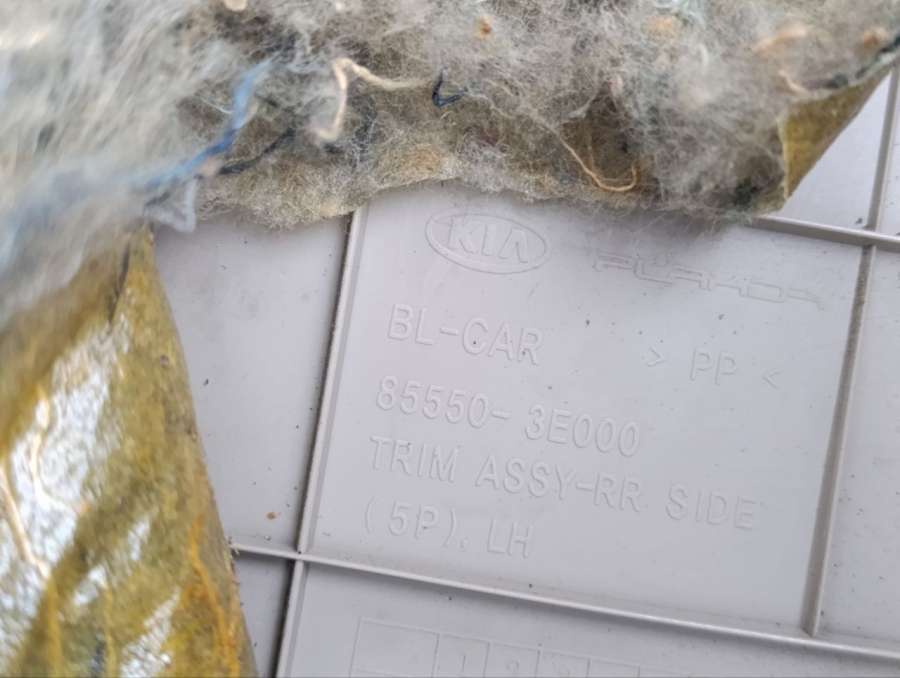 KIA
BL-CAR
> PP <
85550-3E000
TRIM ASSY-RR SIDE
(5P), LH